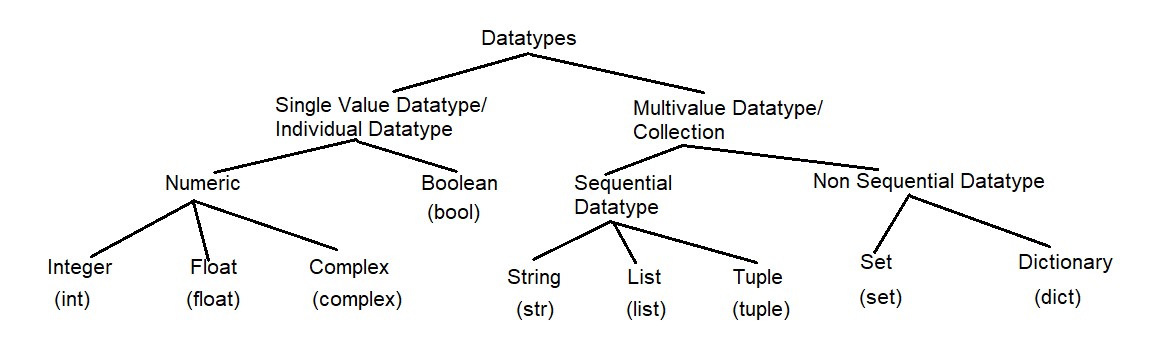 Datatypes
Single Value Datatype/
Individual Datatype
Multivalue Datatype/
Collection
Numeric
Boolean
(bool)
Sequential
Datatype
Non Sequential Datatype
Integer
(int)
Float
(float)
Complex
(complex)
String
(str)
List
(list)
Tuple
(tuple)
Set
(set)
Dictionary
(dict)